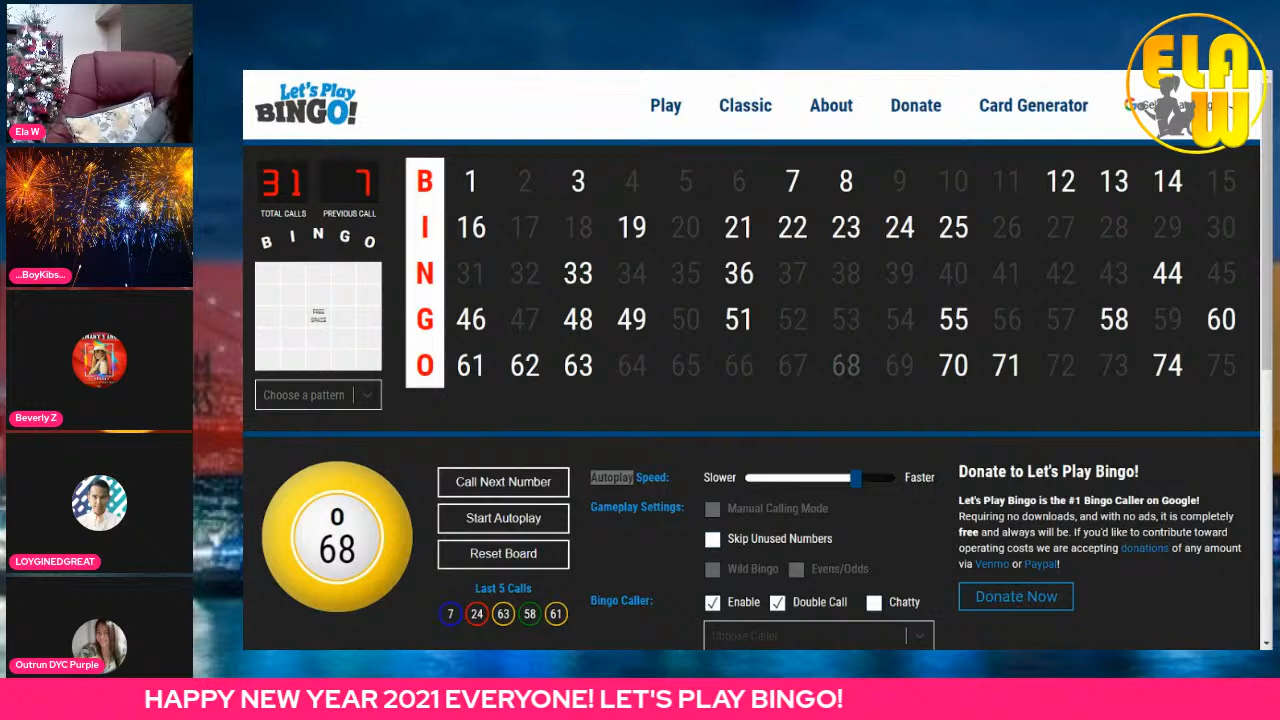 Ela W
...BoyKibs...
Beverly Z
LOYGINEDGREAT
Outrun DYC Purple
Let's Play
BINGO!
Play Classic About Donate Card Generator
ELA
W
31 7
TOTAL CALLS PREVIOUS CALL
B I N G O
FREE
SPACE
Choose a pattern
B 1 2 3 4 5 6 7 8 9 10 11 12 13 14 15
I 16 17 18 19 20 21 22 23 24 25 26 27 28 29 30
N 31 32 33 34 35 36 37 38 39 40 41 42 43 44 45
G 46 47 48 49 50 51 52 53 54 55 56 57 58 59 60
O 61 62 63 64 65 66 67 68 69 70 71 72 73 74 75
O
68
Call Next Number
Start Autoplay
Reset Board
Last 5 Calls
7 24 63 58 61
Autoplay Speed: Slower Faster
Gameplay Settings: Manual Calling Mode
Skip Unused Numbers
Wild Bingo Evens/Odds
Bingo Caller: Enable Double Call Chatty
Choose Caller
Donate to Let's Play Bingo!
Let's Play Bingo is the #1 Bingo Caller on Google!
Requiring no downloads, and with no ads, it is completely
free and always will be. If you'd like to contribute toward
operating costs we are accepting donations of any amount
via Venmo or Paypal!
Donate Now
HAPPY NEW YEAR 2021 EVERYONE! LET'S PLAY BINGO!